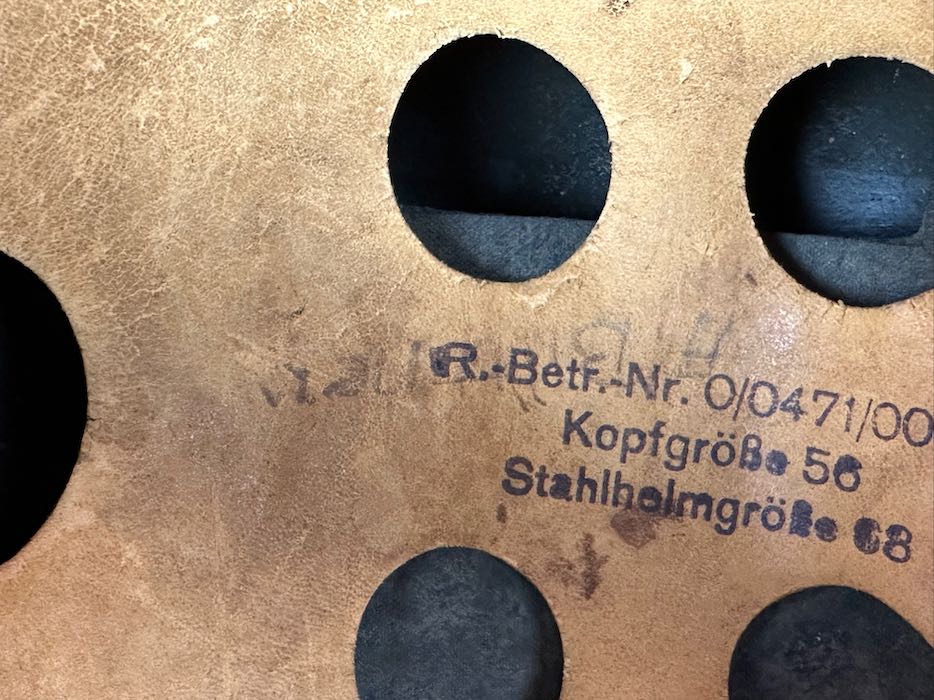 R.-Betr.-Nr. 0/0471/00
Kopfgröße 56
Stahlhelmgröße 68